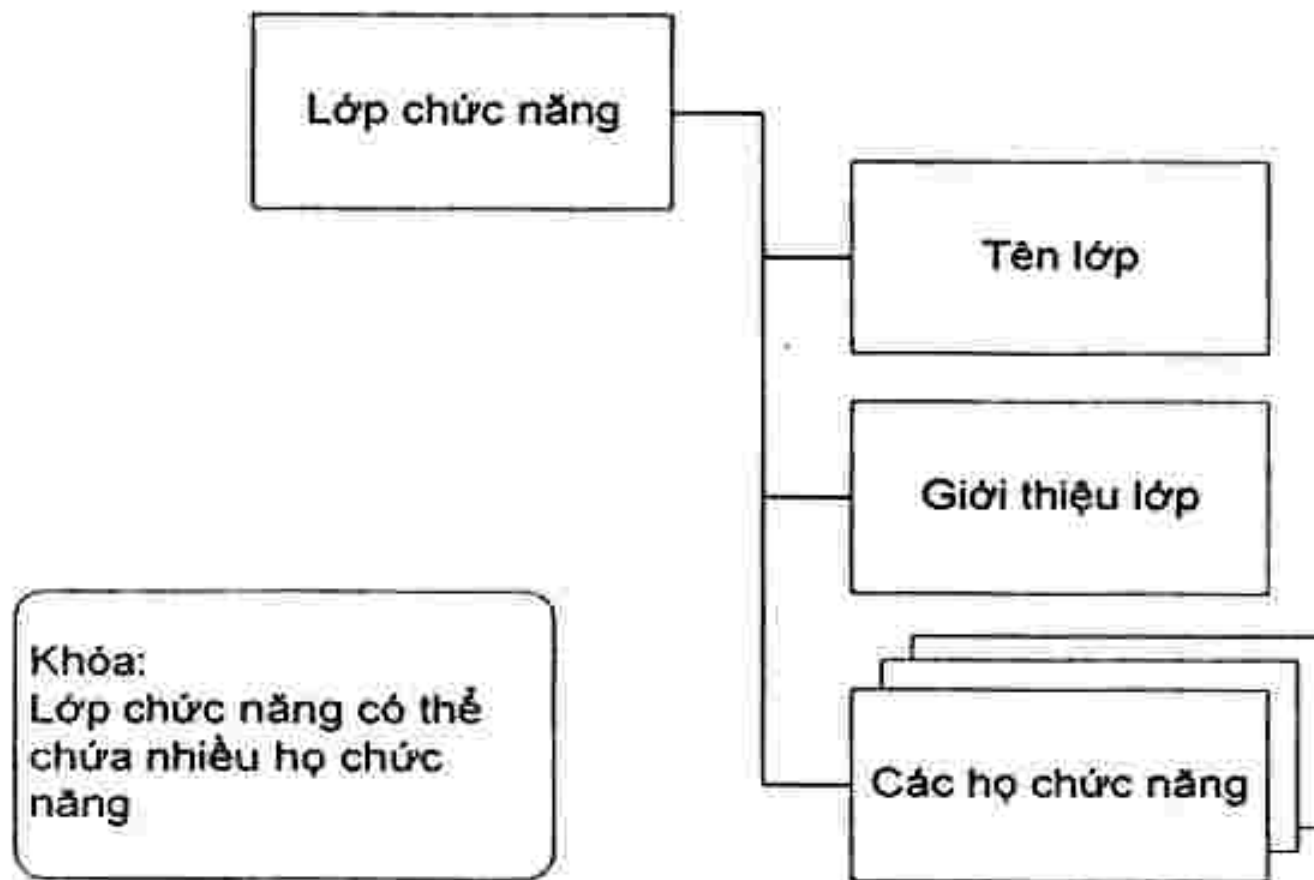 Lớp chức năng
Tên lớp
Giới thiệu lớp
Khóa:
Lớp chức năng có thể
chứa nhiều họ chức
năng
Các họ chức năng